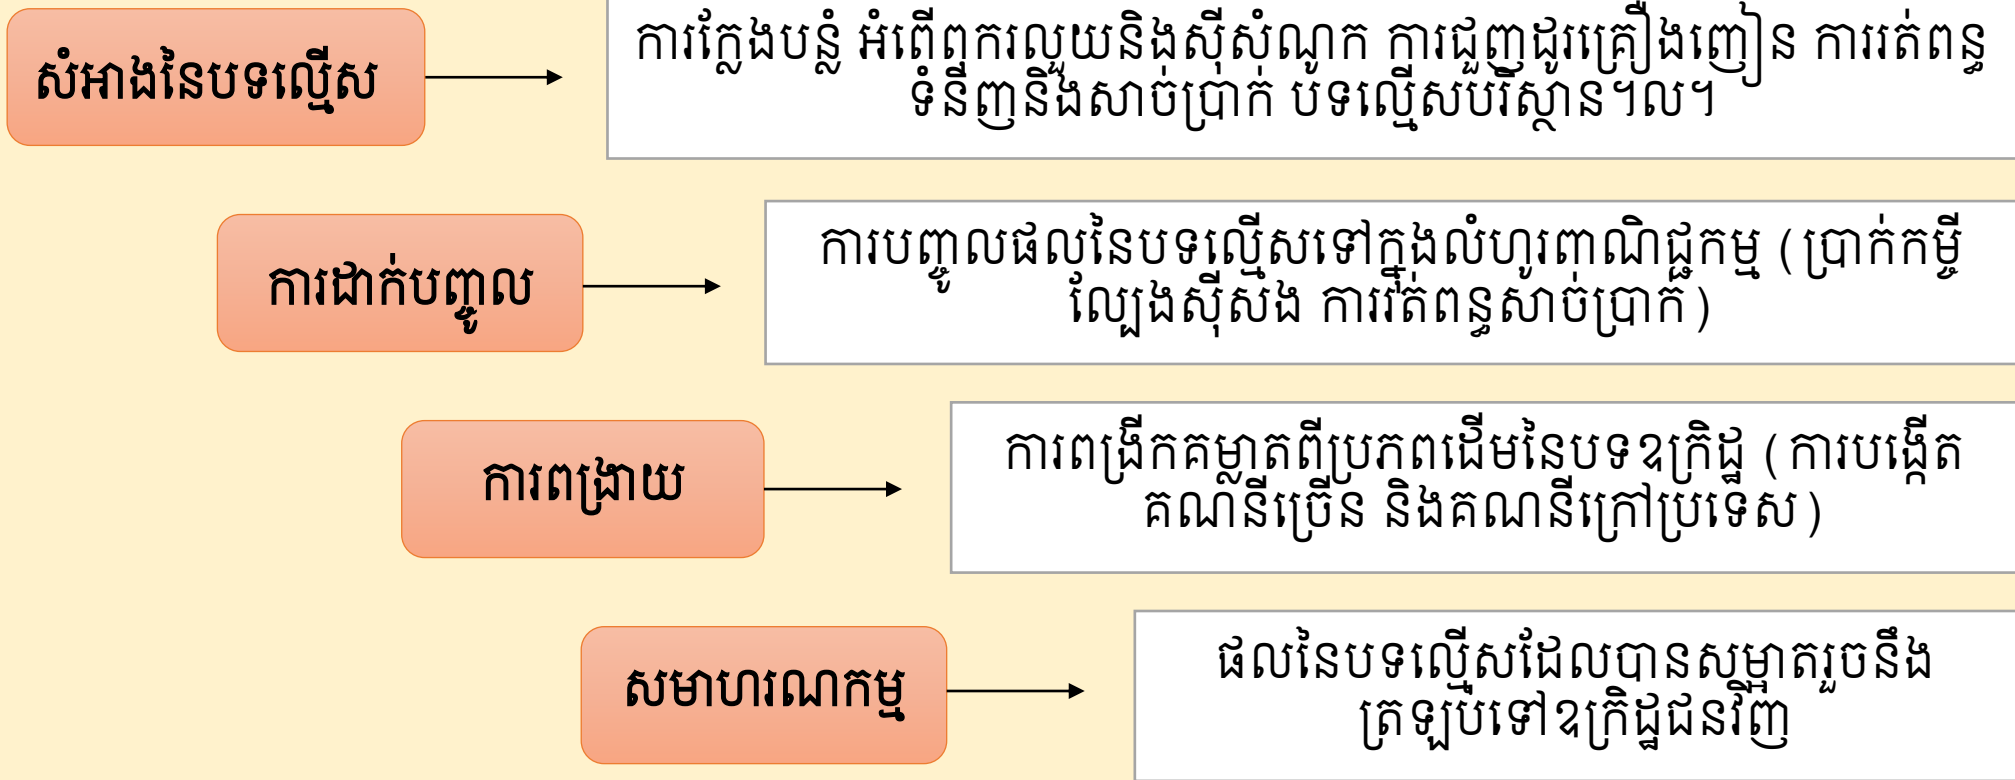 សំអាងនៃបទល្មើស
ការក្លែងបន្លំ អំពើពុករលួយនិងស៊ីសំណូក ការជួញដូរគ្រឿងញៀន ការរត់ពន្ធ
ទំនិញនិងសាច់ប្រាក់ បទល្មើសបរិស្ថាន។ល។
ការដាក់បញ្ចូល
ការបញ្ចូលផលនៃបទល្មើសទៅក្នុងលំហូរពាណិជ្ជកម្ម (ប្រាក់កម្ចី
ល្បែងស៊ីសង ការរត់ពន្ធសាច់ប្រាក់)
ការពង្រាយ
ការពង្រីកគម្លាតពីប្រភពដើមនៃបទឧក្រិដ្ឋ (ការបង្កើត
គណនីច្រើន និងគណនីក្រៅប្រទេស)
សមាហរណកម្ម
ផលនៃបទល្មើសដែលបានសម្អាតរួចនឹង
ត្រឡប់ទៅឧក្រិដ្ឋជនវិញ